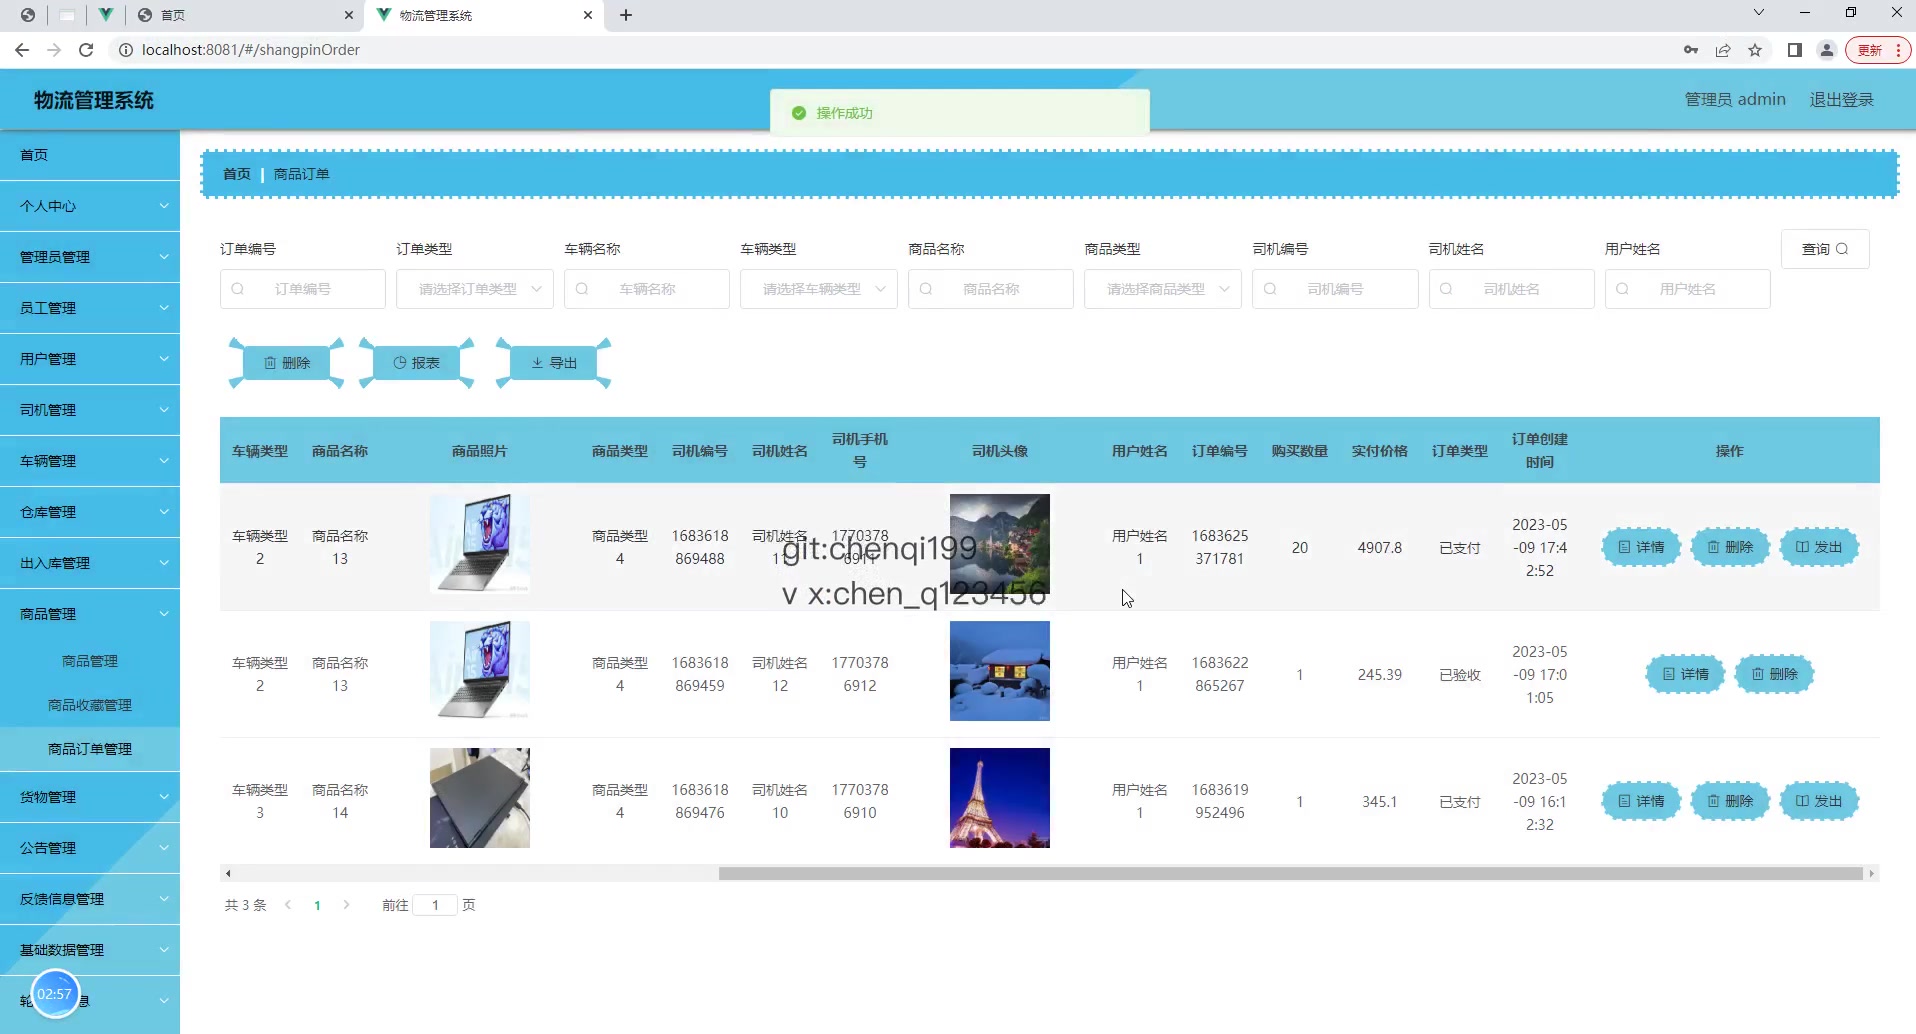 首页
物流管理系统
localhost:8081/#/shangpinOrder
更新
物流管理系统
操作成功
管理员 admin
退出登录
首页
个人中心
管理员管理
员工管理
用户管理
司机管理
车辆管理
仓库管理
出入库管理
商品管理
商品管理
商品收藏管理
商品订单管理
货物管理
公告管理
反馈信息管理
基础数据管理
02:57
首页 商品订单
订单编号 订单类型 车辆名称 车辆类型 商品名称 商品类型 司机编号 司机姓名 用户姓名
查询
订单编号 请选择订单类型 车辆名称 请选择车辆类型 商品名称 请选择商品类型 司机编号 司机姓名 用户姓名
删除 报表 导出
车辆类型 商品名称 商品照片 商品类型 司机编号 司机姓名 司机手机号 司机头像 用户姓名 订单编号 购买数量 实付价格 订单类型 订单创建时间 操作
车辆类型2 商品名称13 商品类型4 1683618869488 司机姓名11 17703786911 用户姓名1 1683625371781 20 4907.8 已支付 2023-05-09 17:42:52 详情 删除 发出
git:chenqi199
v x:chen_q123456
车辆类型2 商品名称13 商品类型4 1683618869459 司机姓名12 17703786912 用户姓名1 1683622865267 1 245.39 已验收 2023-05-09 17:01:05 详情 删除
车辆类型3 商品名称14 商品类型4 1683618869476 司机姓名10 17703786910 用户姓名1 1683619952496 1 345.1 已支付 2023-05-09 16:12:32 详情 删除 发出
共 3 条 1 前往 1 页